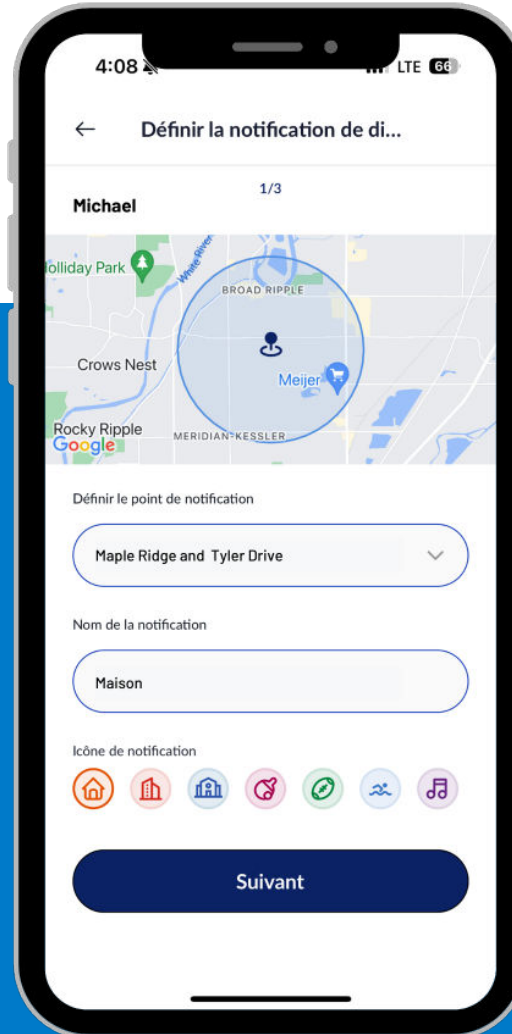 4:08
LTE 66
Définir la notification de di...
1/3
Michael
Holliday Park
White River
BROAD RIPPLE
Crows Nest
Meijer
Rocky Ripple
Google
MERIDIAN-KESSLER
Définir le point de notification
Maple Ridge and Tyler Drive
Nom de la notification
Maison
Icône de notification
Suivant